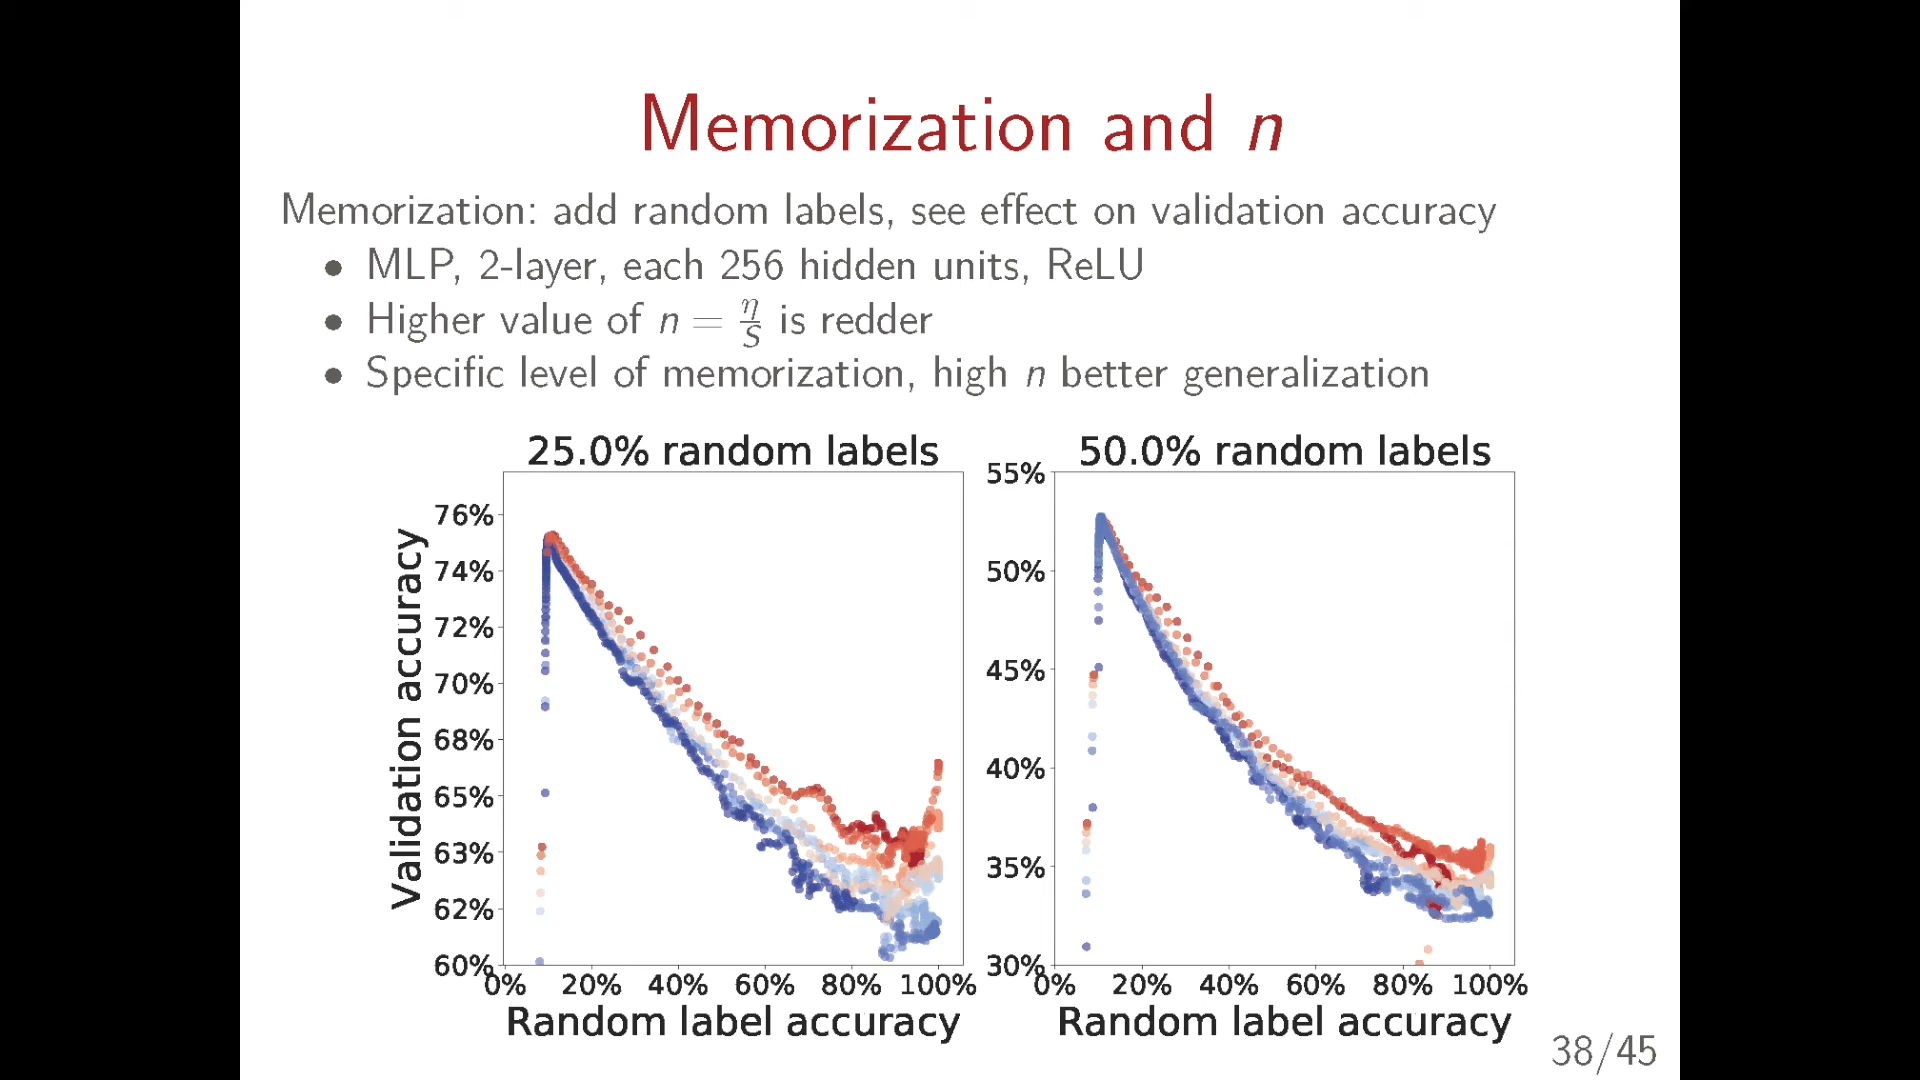 Memorization and n
Memorization: add random labels, see effect on validation accuracy
• MLP, 2-layer, each 256 hidden units, ReLU
• Higher value of n = η/S is redder
• Specific level of memorization, high n better generalization
25.0% random labels
Validation accuracy
76%
74%
72%
70%
68%
65%
63%
62%
60%
0% 20% 40% 60% 80% 100%
Random label accuracy
50.0% random labels
55%
50%
45%
40%
35%
30%
0% 20% 40% 60% 80% 100%
Random label accuracy
38/45